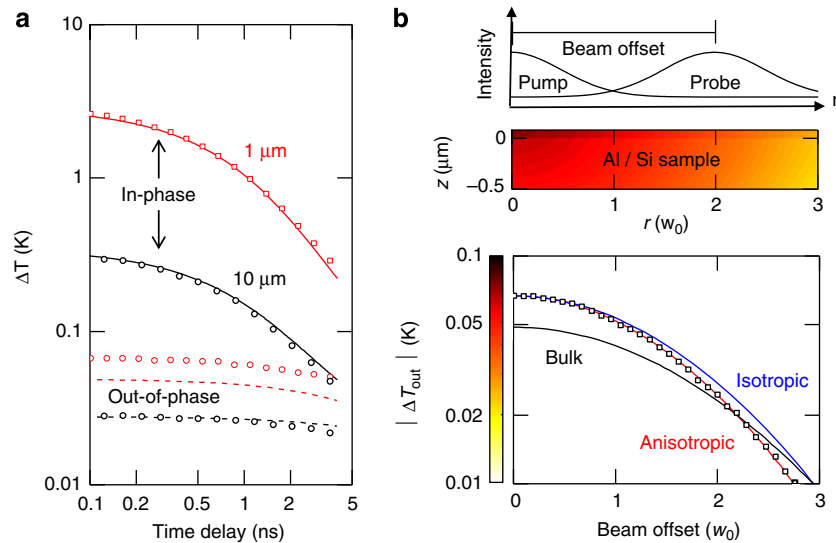 a
10
1
0.1
0.01
ΔT (K)
1 μm
In-phase
10 μm
Out-of-phase
0.1 0.2 0.5 1 2 5
Time delay (ns)
b
Intensity
Beam offset
Pump
Probe
r
z (μm)
0
–0.5
Al / Si sample
0 1 2 3
r (w₀)
0.1
0.05
0.02
0.01
| ΔTout | (K)
Bulk
Isotropic
Anisotropic
0 1 2 3
Beam offset (w₀)